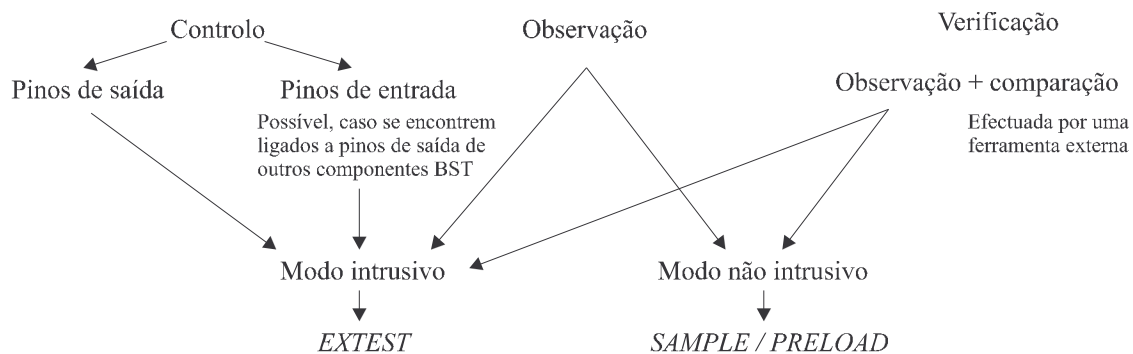 Controlo
Observação
Verificação
Pinos de saída
Pinos de entrada
Observação + comparação
Possível, caso se encontrem
ligados a pinos de saída de
outros componentes BST
Efectuada por uma
ferramenta externa
Modo intrusivo
Modo não intrusivo
EXTEST
SAMPLE / PRELOAD